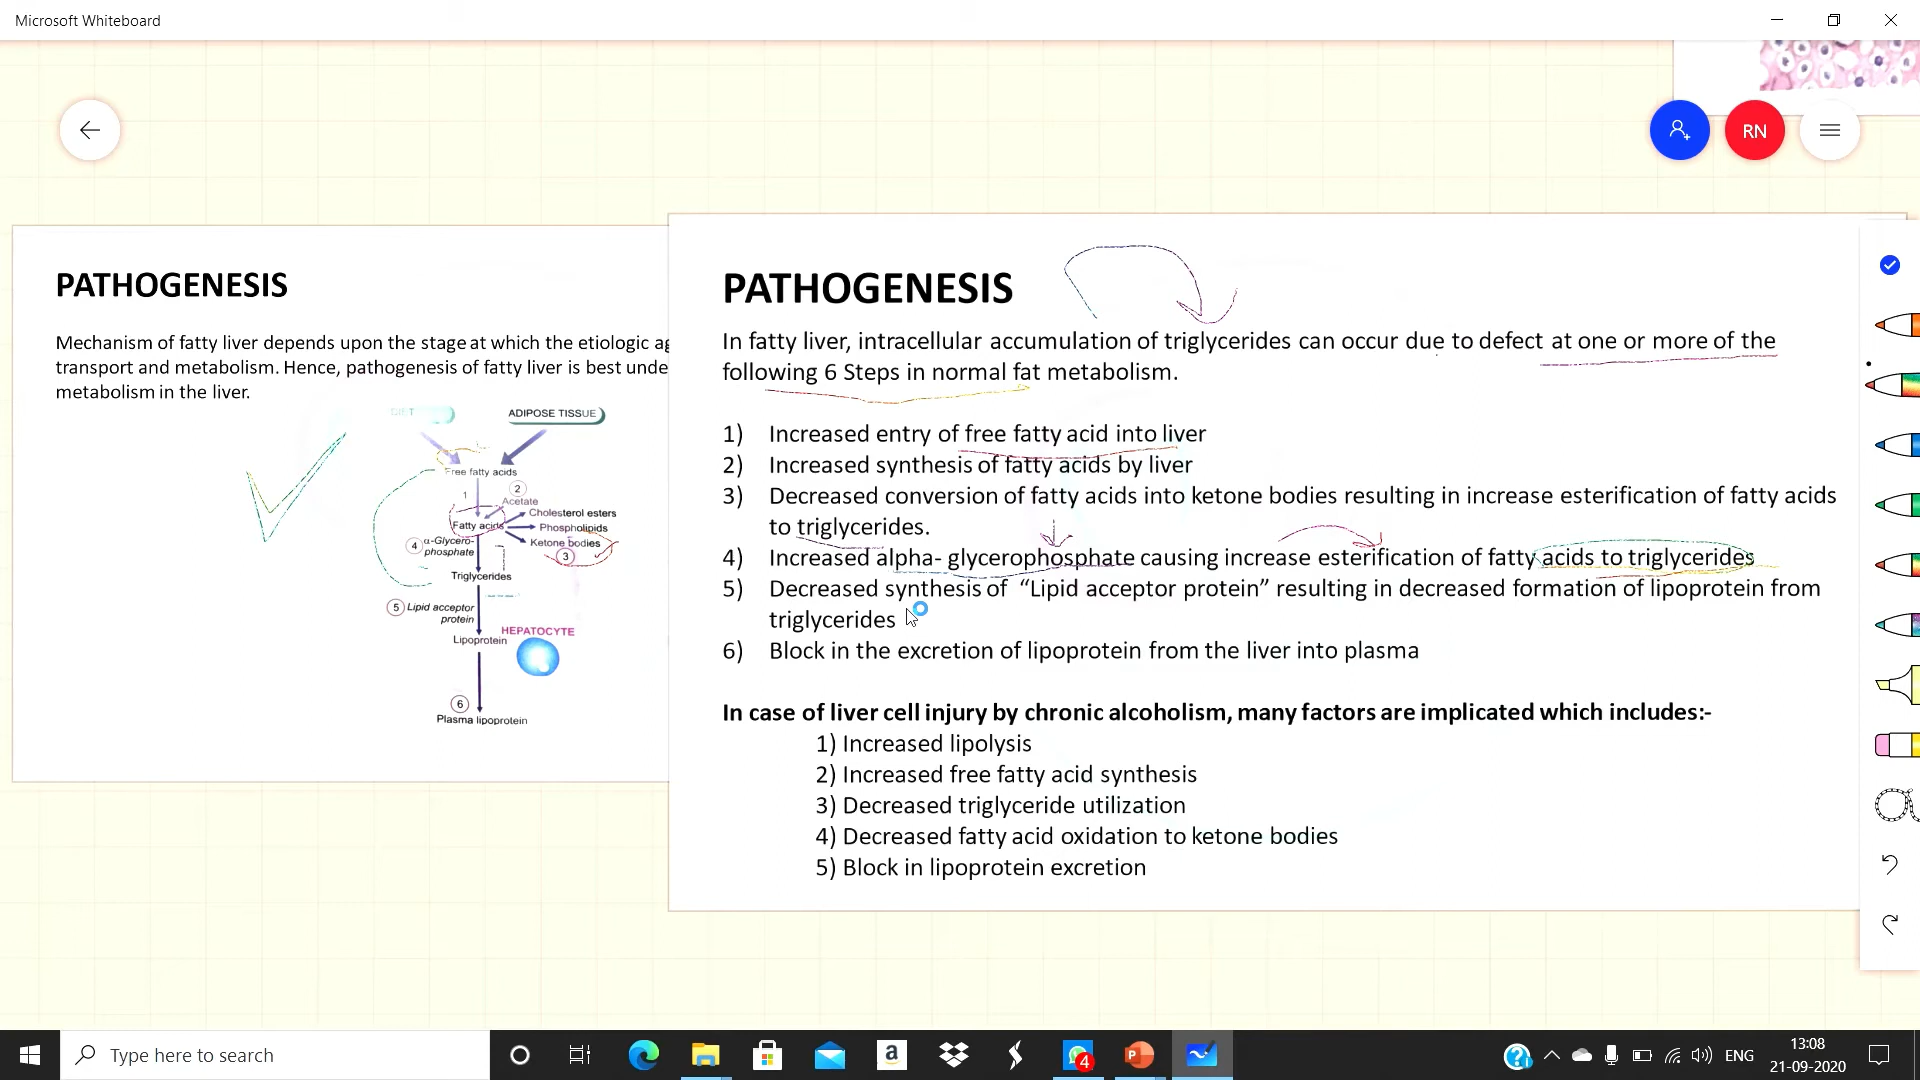 Microsoft Whiteboard
RN
PATHOGENESIS
Mechanism of fatty liver depends upon the stage at which the etiologic ag
transport and metabolism. Hence, pathogenesis of fatty liver is best unde
metabolism in the liver.
DIET
ADIPOSE TISSUE
Free fatty acids
1
2
Acetate
Cholesterol esters
Fatty acids
Phospholipids
4
α-Glycero-
phosphate
Ketone bodies
3
Triglycerides
5
Lipid acceptor
protein
HEPATOCYTE
Lipoprotein
6
Plasma lipoprotein
PATHOGENESIS
In fatty liver, intracellular accumulation of triglycerides can occur due to defect at one or more of the
following 6 Steps in normal fat metabolism.
1) Increased entry of free fatty acid into liver
2) Increased synthesis of fatty acids by liver
3) Decreased conversion of fatty acids into ketone bodies resulting in increase esterification of fatty acids
to triglycerides.
4) Increased alpha- glycerophosphate causing increase esterification of fatty acids to triglycerides
5) Decreased synthesis of “Lipid acceptor protein” resulting in decreased formation of lipoprotein from
triglycerides
6) Block in the excretion of lipoprotein from the liver into plasma
In case of liver cell injury by chronic alcoholism, many factors are implicated which includes:-
1) Increased lipolysis
2) Increased free fatty acid synthesis
3) Decreased triglyceride utilization
4) Decreased fatty acid oxidation to ketone bodies
5) Block in lipoprotein excretion
Type here to search
4
ENG
13:08
21-09-2020